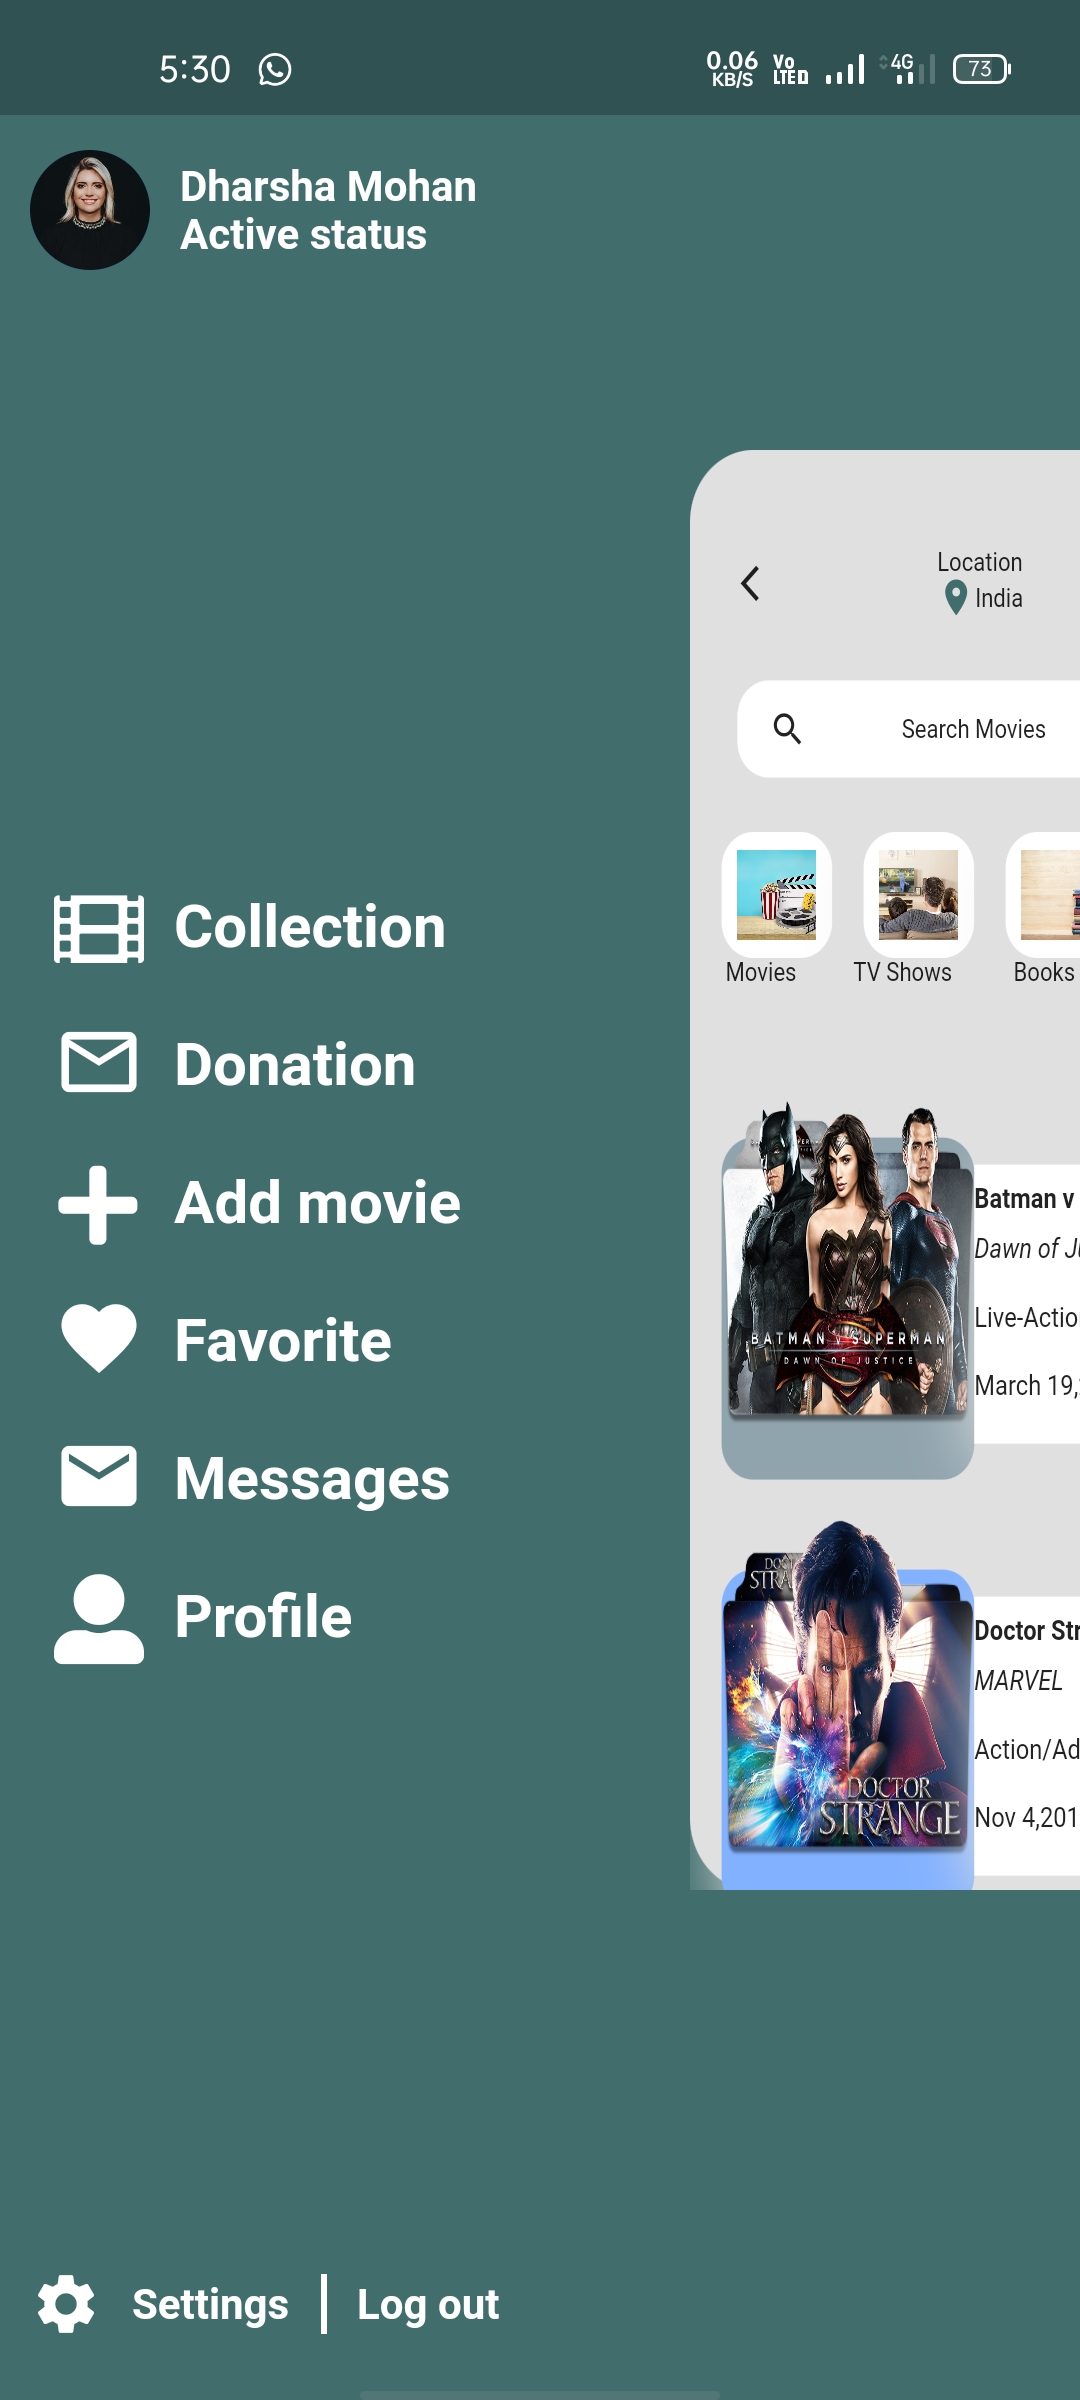 5:30
0.06
KB/S
Vo
LTE
4G
73
Dharsha Mohan
Active status
Location
India
Search Movies
Movies
TV Shows
Books
Collection
Donation
Add movie
Favorite
Messages
Profile
BATMAN V SUPERMAN
DAWN OF JUSTICE
Batman v
Dawn of Ju
Live-Action
March 19,
DOCTOR
STRANGE
Doctor Str
MARVEL
Action/Ad
Nov 4,201
Settings
Log out